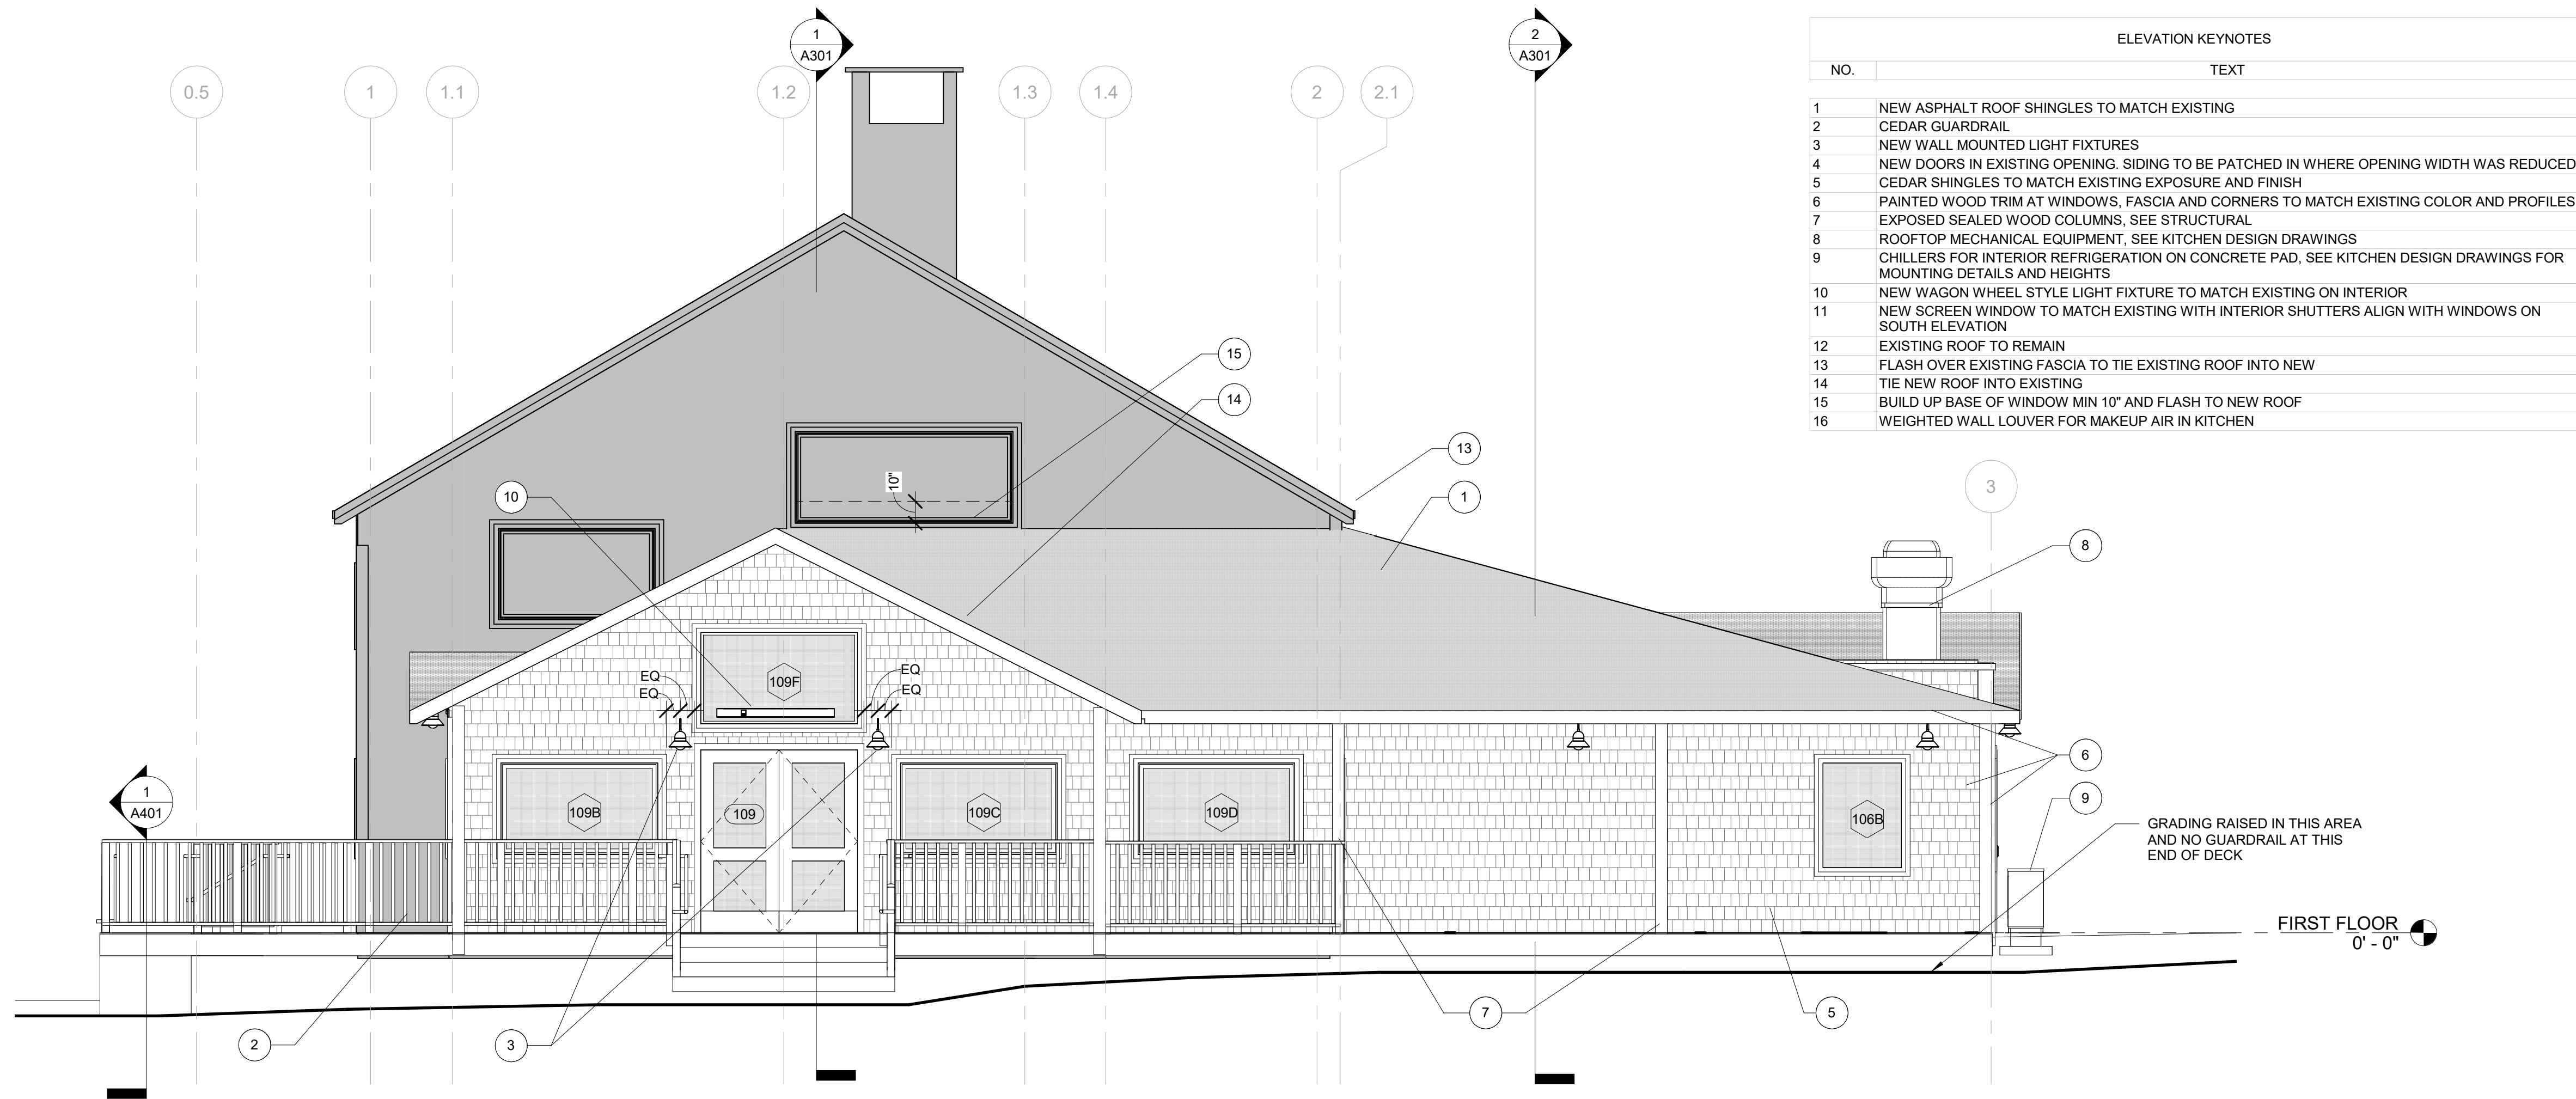 1
A301
2
A301
0.5
1
1.1
1.2
1.3
1.4
2
2.1
ELEVATION KEYNOTES
NO. TEXT
1 NEW ASPHALT ROOF SHINGLES TO MATCH EXISTING
2 CEDAR GUARDRAIL
3 NEW WALL MOUNTED LIGHT FIXTURES
4 NEW DOORS IN EXISTING OPENING. SIDING TO BE PATCHED IN WHERE OPENING WIDTH WAS REDUCED
5 CEDAR SHINGLES TO MATCH EXISTING EXPOSURE AND FINISH
6 PAINTED WOOD TRIM AT WINDOWS, FASCIA AND CORNERS TO MATCH EXISTING COLOR AND PROFILES
7 EXPOSED SEALED WOOD COLUMNS, SEE STRUCTURAL
8 ROOFTOP MECHANICAL EQUIPMENT, SEE KITCHEN DESIGN DRAWINGS
9 CHILLERS FOR INTERIOR REFRIGERATION ON CONCRETE PAD, SEE KITCHEN DESIGN DRAWINGS FOR
MOUNTING DETAILS AND HEIGHTS
10 NEW WAGON WHEEL STYLE LIGHT FIXTURE TO MATCH EXISTING ON INTERIOR
11 NEW SCREEN WINDOW TO MATCH EXISTING WITH INTERIOR SHUTTERS ALIGN WITH WINDOWS ON
SOUTH ELEVATION
12 EXISTING ROOF TO REMAIN
13 FLASH OVER EXISTING FASCIA TO TIE EXISTING ROOF INTO NEW
14 TIE NEW ROOF INTO EXISTING
15 BUILD UP BASE OF WINDOW MIN 10" AND FLASH TO NEW ROOF
16 WEIGHTED WALL LOUVER FOR MAKEUP AIR IN KITCHEN
15
14
13
10
10"
1
3
8
EQ
EQ
EQ
EQ
109F
6
9
1
A401
109B
109
109C
109D
106B
GRADING RAISED IN THIS AREA
AND NO GUARDRAIL AT THIS
END OF DECK
FIRST FLOOR
0' - 0"
2
3
7
5